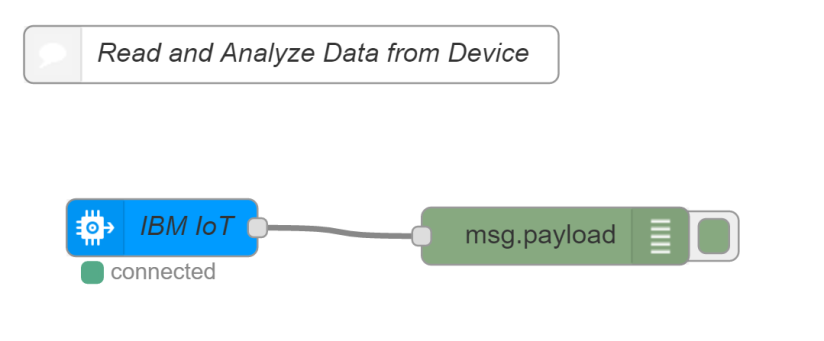 Read and Analyze Data from Device
IBM IoT
msg.payload
connected